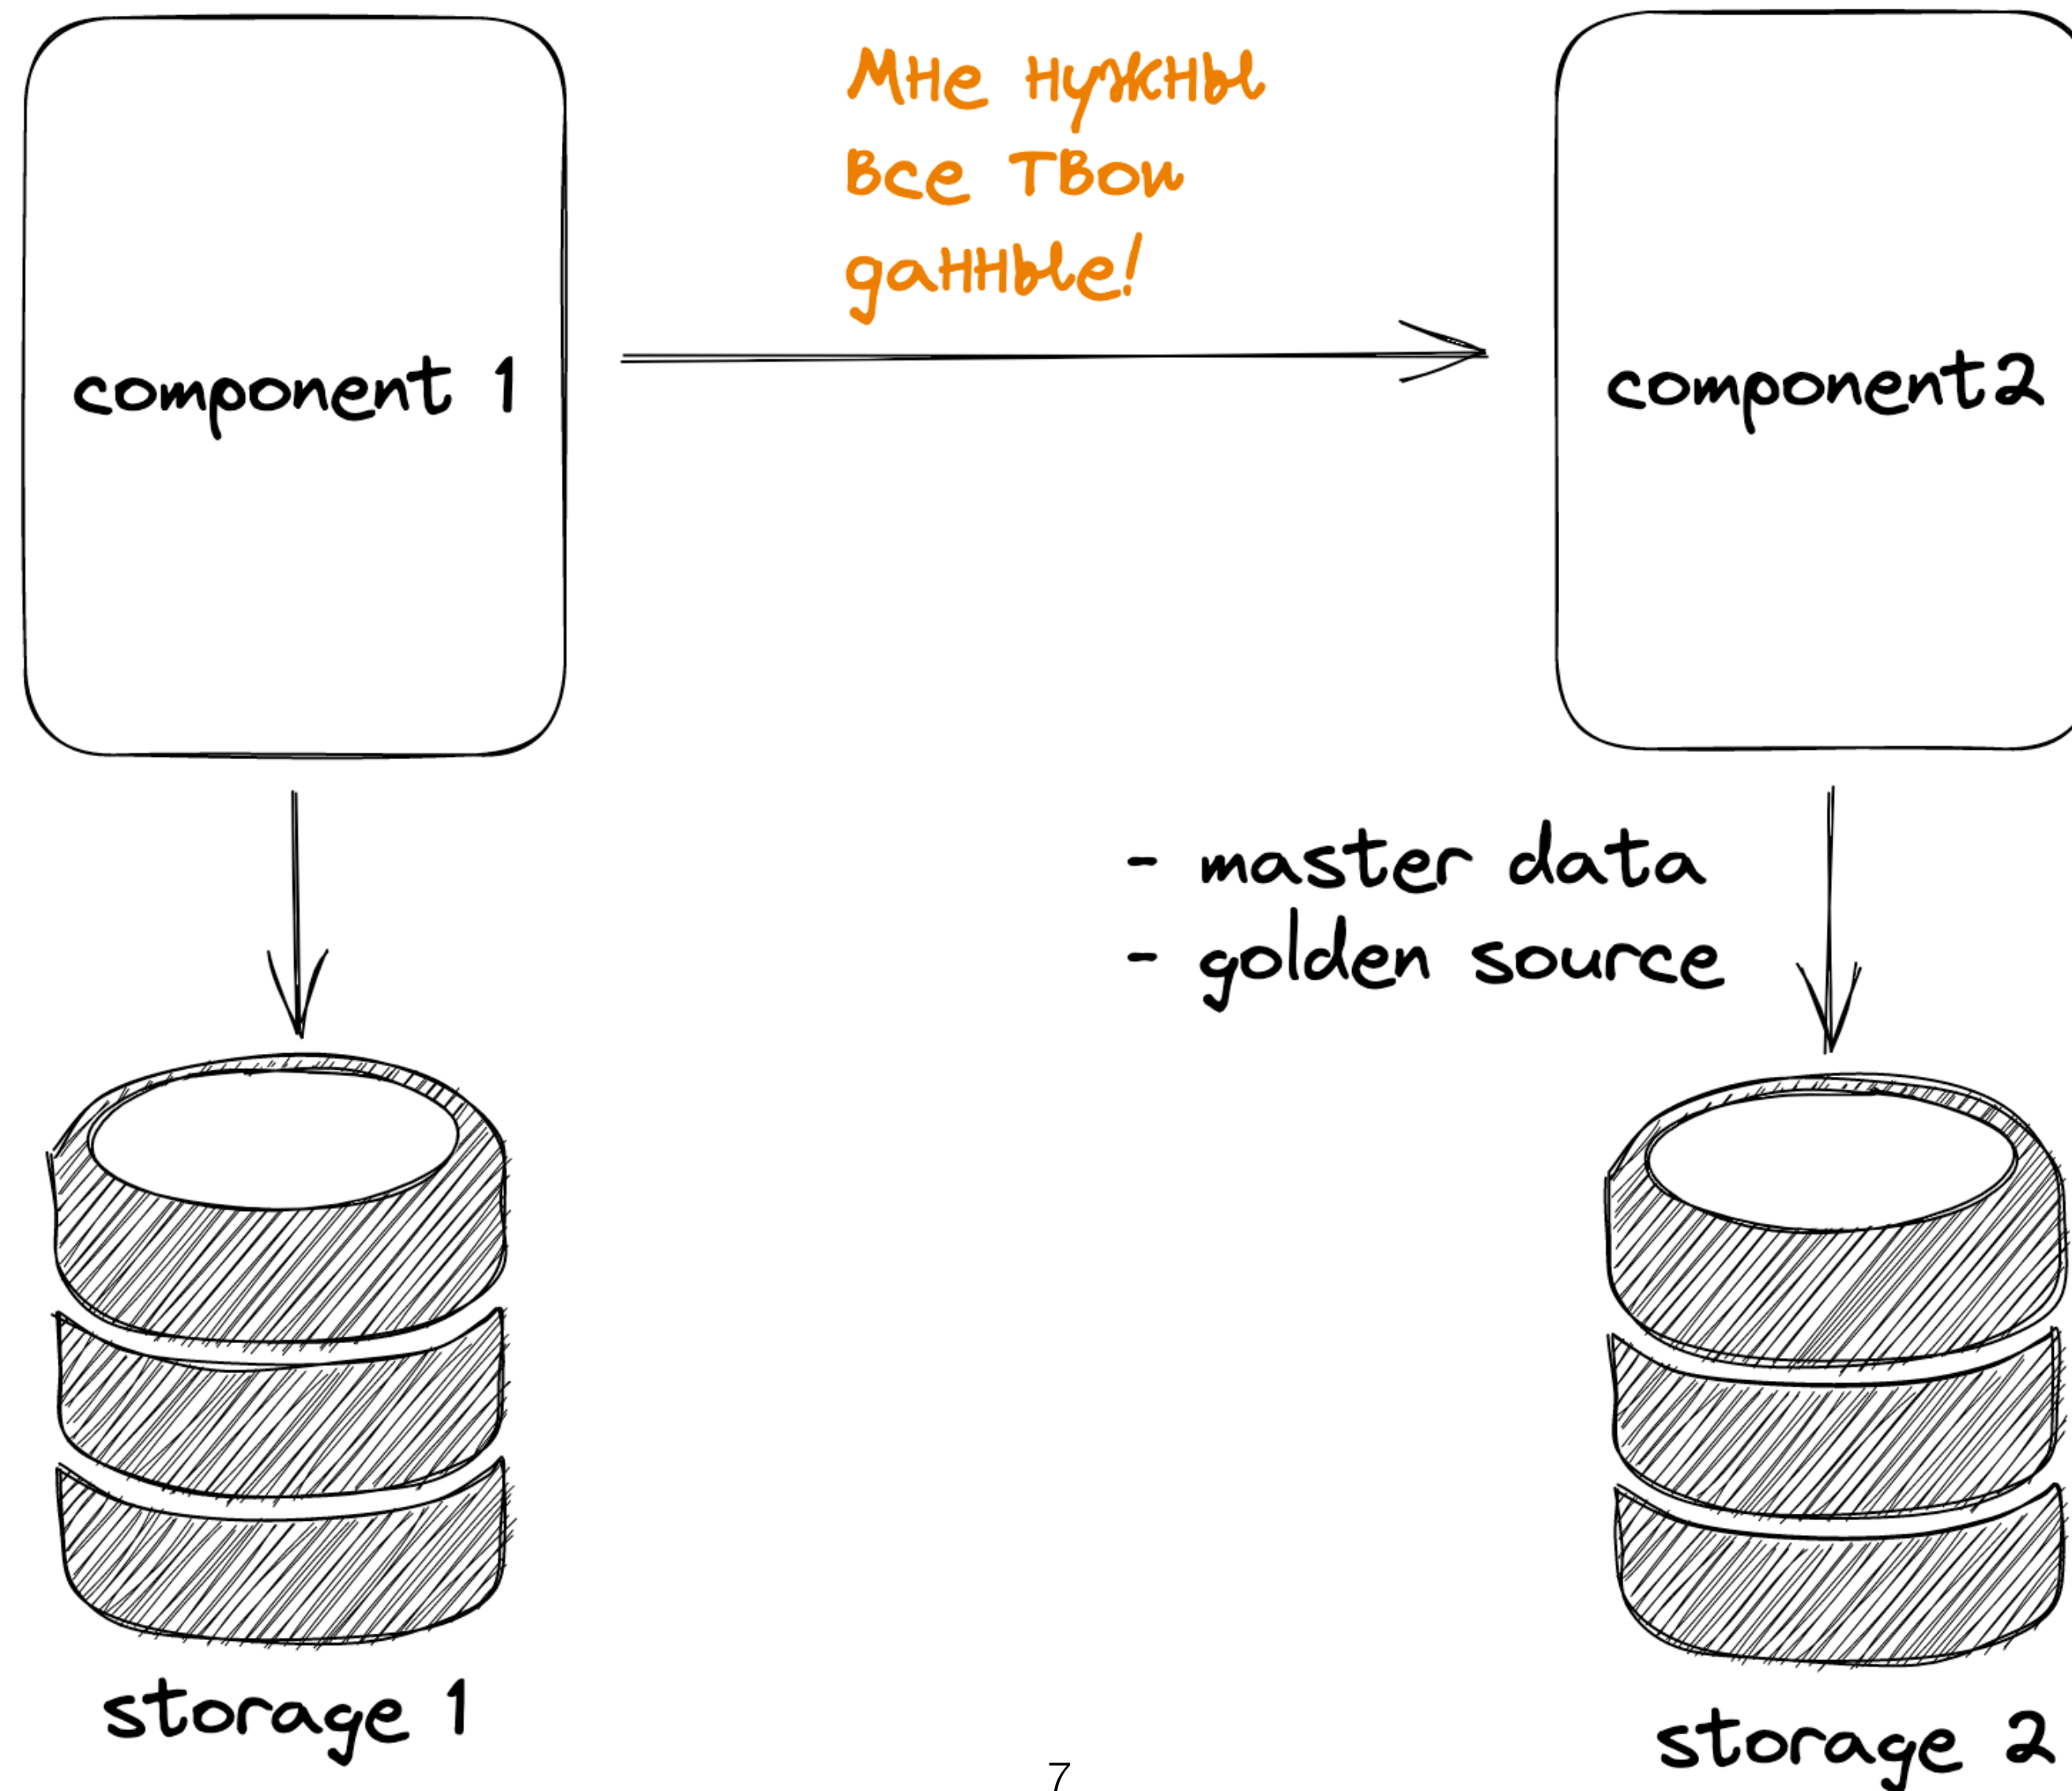 Мне нужны
все твои
данные!
component 1
component2
- master data
- golden source
storage 1
storage 2
7